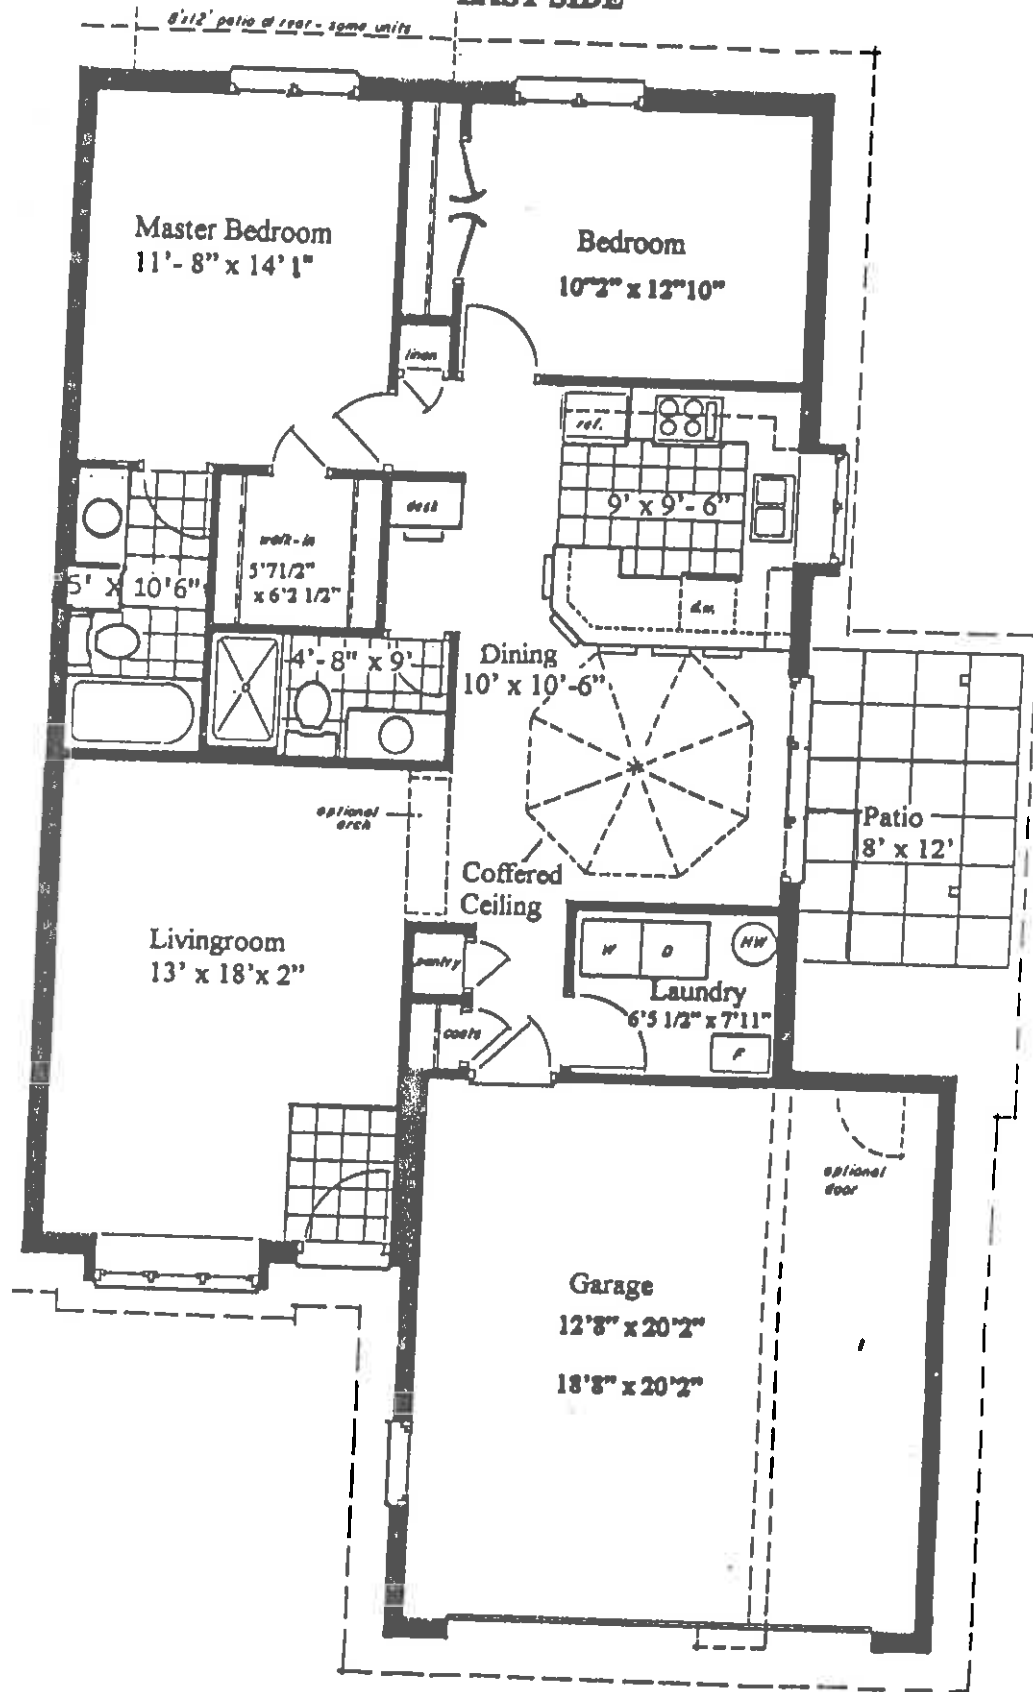 EAST SIDE
8'x12' patio at rear - some units
Master Bedroom
11'- 8" x 14' 1"
Bedroom
10"2" x 12"10"
linen
ref.
desk
9' x 9'- 6"
walk-in
5'71/2"
x 6'2 1/2"
5' X 10'6"
d.w.
4'-8" x 9'
Dining
10' x 10'-6"
optional
arch
Patio
8' x 12'
Coffered
Ceiling
Livingroom
13' x 18'x 2"
pantry
W
D
HW
Laundry
6'5 1/2" x 7'11"
coats
F
optional
door
Garage
12'8" x 20'2"
18'8" x 20'2"